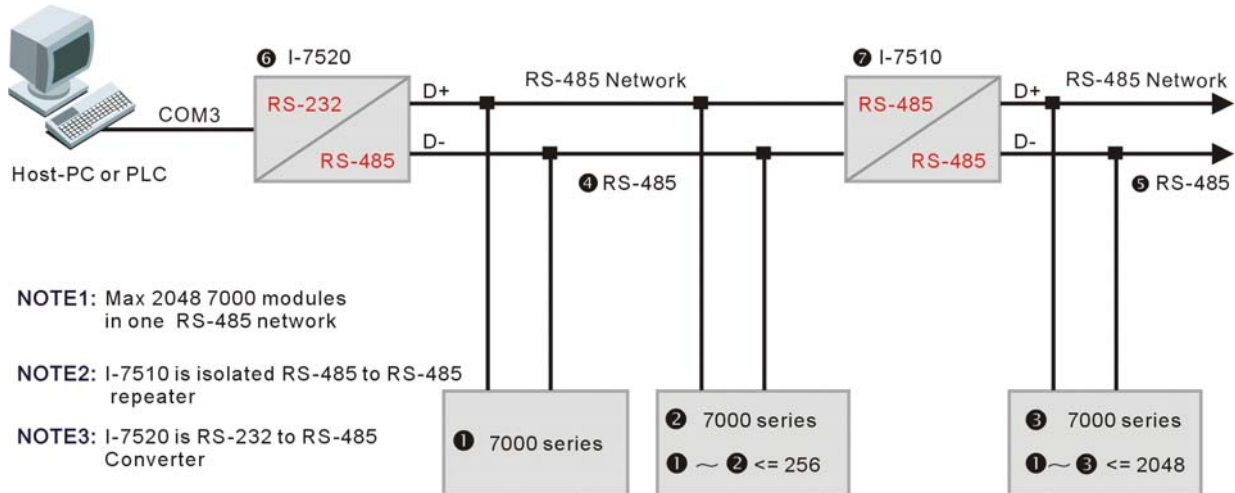 ❻ I-7520
❼ I-7510
RS-485 Network
RS-485 Network
D+
D+
RS-232
RS-485
COM3
D-
D-
RS-485
RS-485
Host-PC or PLC
❹ RS-485
❺ RS-485
NOTE1: Max 2048 7000 modules
in one RS-485 network
NOTE2: I-7510 is isolated RS-485 to RS-485
repeater
NOTE3: I-7520 is RS-232 to RS-485
Converter
❶ 7000 series
❷ 7000 series
❶ ~ ❷ <= 256
❸ 7000 series
❶~ ❸ <= 2048